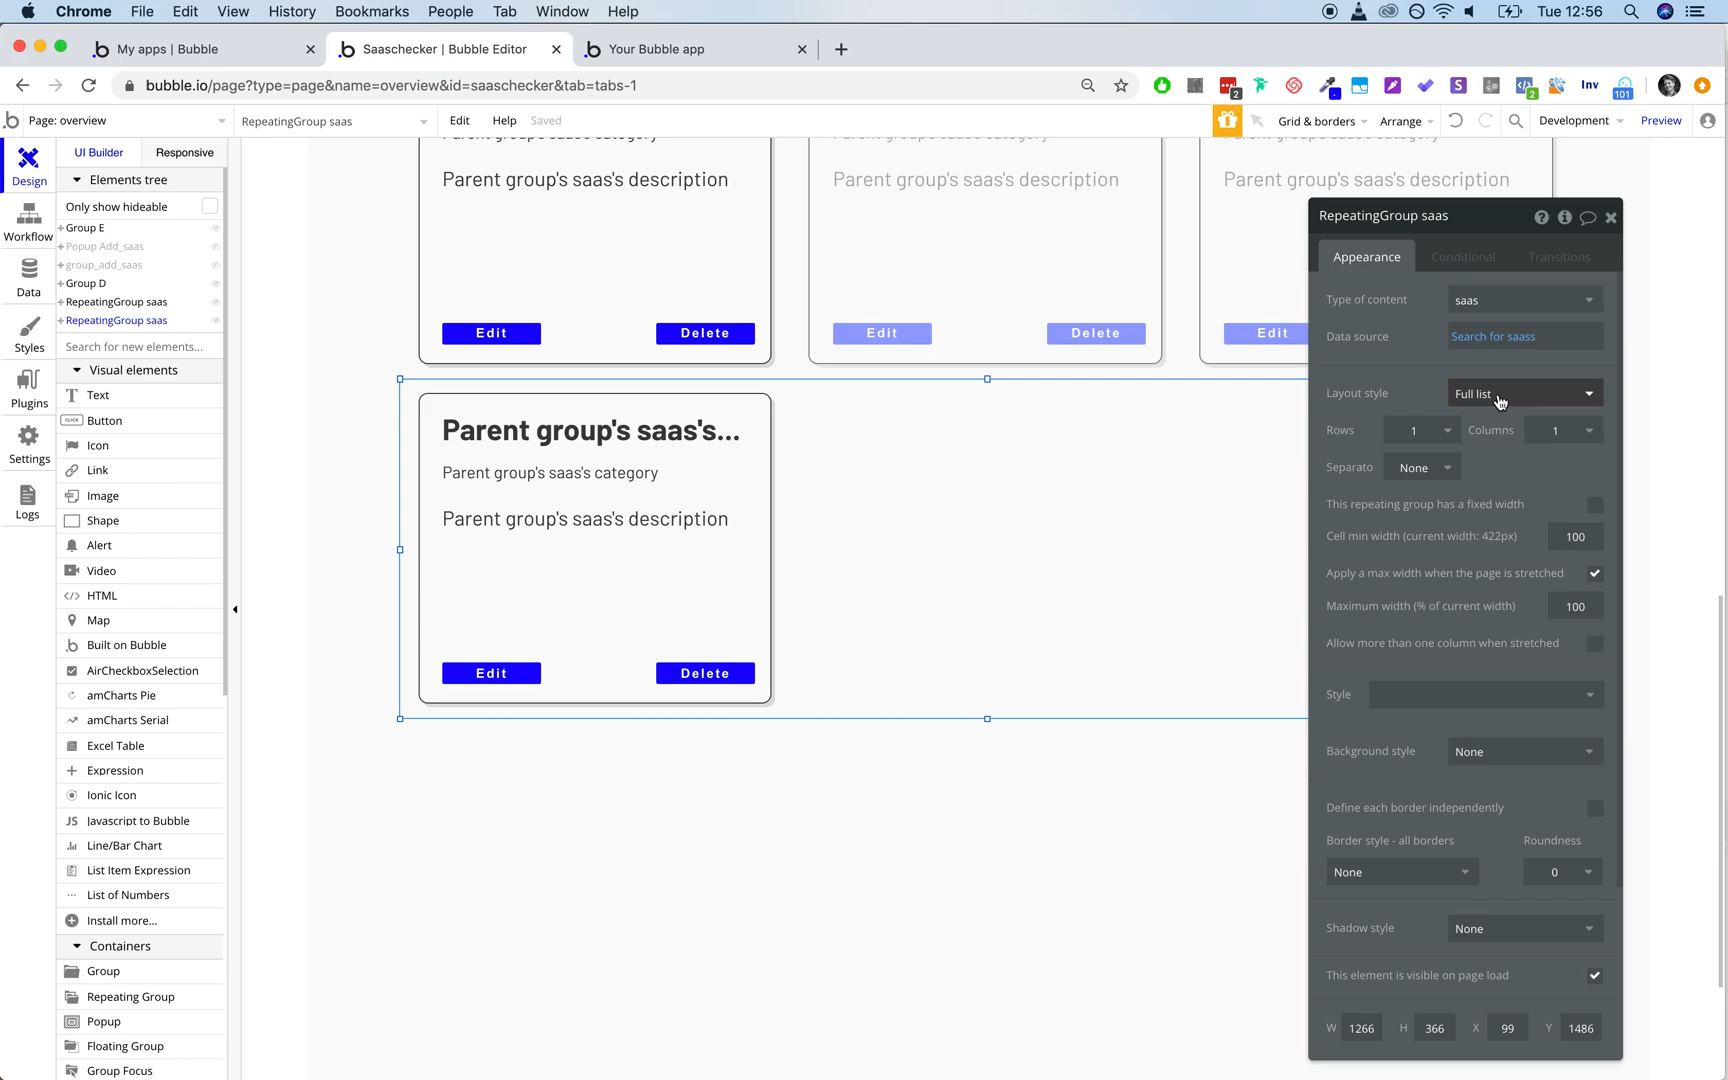 Chrome File Edit View History Bookmarks People Tab Window Help Tue 12:56
My apps | Bubble
Saaschecker | Bubble Editor
Your Bubble app
bubble.io/page?type=page&name=overview&id=saaschecker&tab=tabs-1
2
2
Inv
101
Page: overview
RepeatingGroup saas
Edit
Help
Saved
Grid & borders
Arrange
Development
Preview
Design
Workflow
Data
Styles
Plugins
Settings
Logs
UI Builder
Responsive
Elements tree
Only show hideable
Group E
Popup Add_saas
group_add_saas
Group D
RepeatingGroup saas
RepeatingGroup saas
Search for new elements...
Visual elements
Text
CLICK
Button
Icon
Link
Image
Shape
Alert
Video
HTML
Map
Built on Bubble
AirCheckboxSelection
amCharts Pie
amCharts Serial
Excel Table
Expression
Ionic Icon
JS Javascript to Bubble
Line/Bar Chart
List Item Expression
List of Numbers
Install more...
Containers
Group
Repeating Group
Popup
Floating Group
Group Focus
Parent group's saas's description
Edit
Delete
Parent group's saas's description
Edit
Delete
Parent group's saas's description
Edit
Parent group's saas's...
Parent group's saas's category
Parent group's saas's description
Edit
Delete
RepeatingGroup saas
Appearance
Conditional
Transitions
Type of content saas
Data source Search for saass
Layout style Full list
Rows 1 Columns 1
Separato None
This repeating group has a fixed width
Cell min width (current width: 422px) 100
Apply a max width when the page is stretched
Maximum width (% of current width) 100
Allow more than one column when stretched
Style
Background style None
Define each border independently
Border style - all borders Roundness
None 0
Shadow style None
This element is visible on page load
W 1266 H 366 X 99 Y 1486